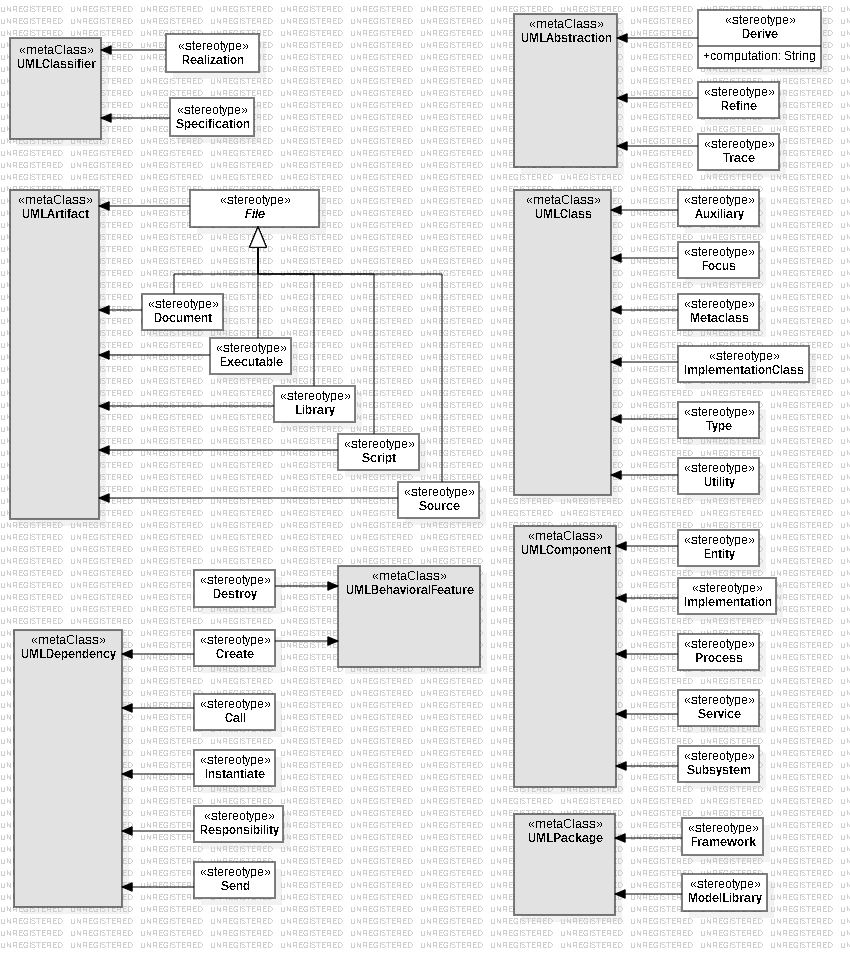 «metaClass»
UMLClassifier
«stereotype»
Realization
«stereotype»
Specification
«metaClass»
UMLAbstraction
«stereotype»
Derive
+computation: String
«stereotype»
Refine
«stereotype»
Trace
«metaClass»
UMLArtifact
«stereotype»
File
«stereotype»
Document
«stereotype»
Executable
«stereotype»
Library
«stereotype»
Script
«stereotype»
Source
«metaClass»
UMLClass
«stereotype»
Auxiliary
«stereotype»
Focus
«stereotype»
Metaclass
«stereotype»
ImplementationClass
«stereotype»
Type
«stereotype»
Utility
«stereotype»
Destroy
«metaClass»
UMLBehavioralFeature
«metaClass»
UMLDependency
«stereotype»
Create
«stereotype»
Call
«stereotype»
Instantiate
«stereotype»
Responsibility
«stereotype»
Send
«metaClass»
UMLComponent
«stereotype»
Entity
«stereotype»
Implementation
«stereotype»
Process
«stereotype»
Service
«stereotype»
Subsystem
«metaClass»
UMLPackage
«stereotype»
Framework
«stereotype»
ModelLibrary
UNREGISTERED